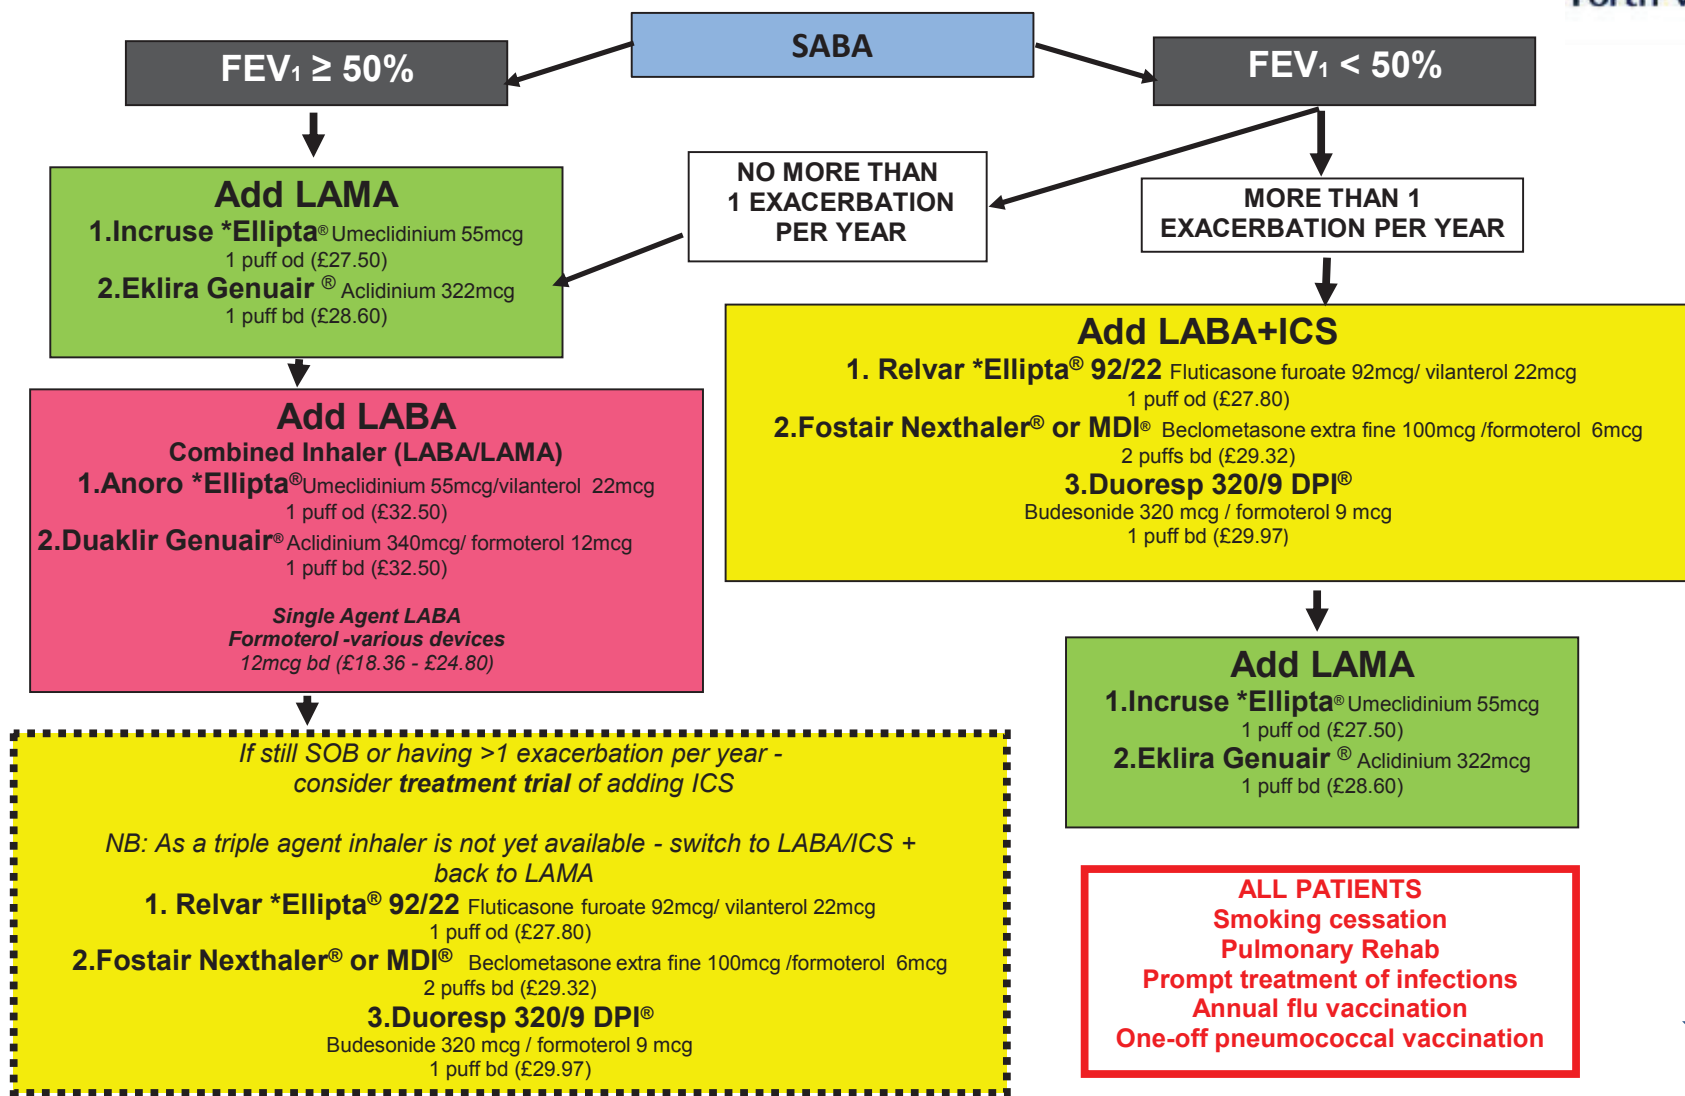 SABA
FEV₁ ≥ 50%
FEV₁ < 50%
NO MORE THAN
1 EXACERBATION
PER YEAR
MORE THAN 1
EXACERBATION PER YEAR
Add LAMA
1.Incruse *Ellipta® Umeclidinium 55mcg
1 puff od (£27.50)
2.Eklira Genuair ® Aclidinium 322mcg
1 puff bd (£28.60)
Add LABA
Combined Inhaler (LABA/LAMA)
1.Anoro *Ellipta®Umeclidinium 55mcg/vilanterol 22mcg
1 puff od (£32.50)
2.Duaklir Genuair® Aclidinium 340mcg/ formoterol 12mcg
1 puff bd (£32.50)
Single Agent LABA
Formoterol -various devices
12mcg bd (£18.36 - £24.80)
If still SOB or having >1 exacerbation per year -
consider treatment trial of adding ICS
NB: As a triple agent inhaler is not yet available - switch to LABA/ICS +
back to LAMA
1. Relvar *Ellipta® 92/22 Fluticasone furoate 92mcg/ vilanterol 22mcg
1 puff od (£27.80)
2.Fostair Nexthaler® or MDI® Beclometasone extra fine 100mcg /formoterol 6mcg
2 puffs bd (£29.32)
3.Duoresp 320/9 DPI®
Budesonide 320 mcg / formoterol 9 mcg
1 puff bd (£29.97)
Add LABA+ICS
1. Relvar *Ellipta® 92/22 Fluticasone furoate 92mcg/ vilanterol 22mcg
1 puff od (£27.80)
2.Fostair Nexthaler® or MDI® Beclometasone extra fine 100mcg /formoterol 6mcg
2 puffs bd (£29.32)
3.Duoresp 320/9 DPI®
Budesonide 320 mcg / formoterol 9 mcg
1 puff bd (£29.97)
Add LAMA
1.Incruse *Ellipta® Umeclidinium 55mcg
1 puff od (£27.50)
2.Eklira Genuair ® Aclidinium 322mcg
1 puff bd (£28.60)
ALL PATIENTS
Smoking cessation
Pulmonary Rehab
Prompt treatment of infections
Annual flu vaccination
One-off pneumococcal vaccination